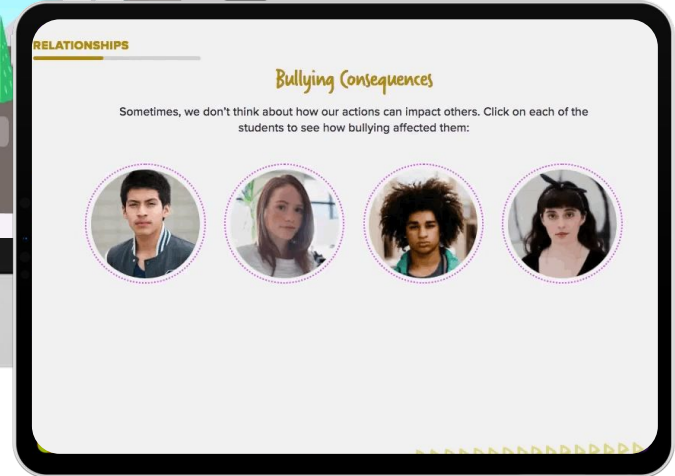 RELATIONSHIPS
Bullying Consequences
Sometimes, we don't think about how our actions can impact others. Click on each of the
students to see how bullying affected them: